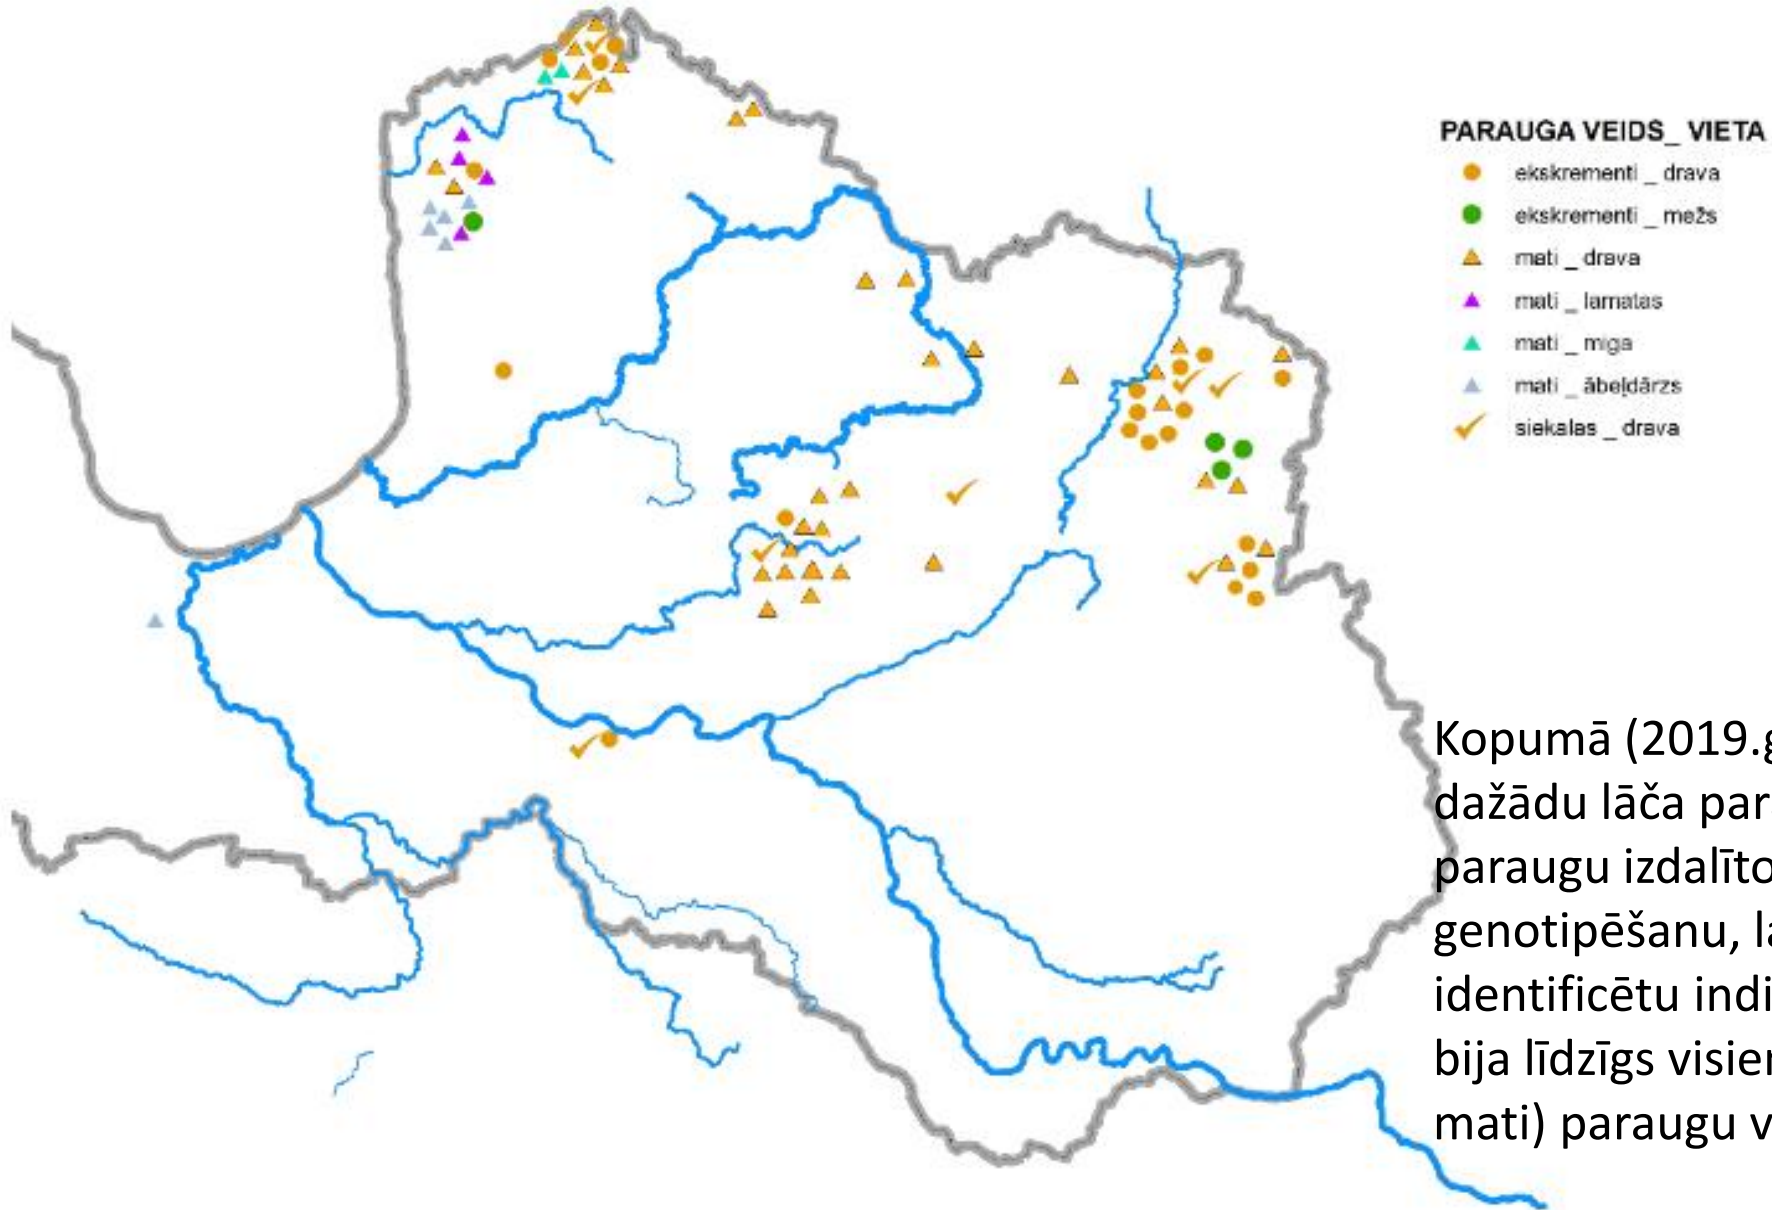 PARAUGA VEIDS_ VIETA
ekskrementi _ drava
ekskrementi _ mežs
mati _ drava
mati _ lamatas
mati _ miga
mati _ ābeļdārzs
siekalas _ drava
Kopumā (2019.g
dažādu lāča par
paraugu izdalīto
genotipēšanu, la
identificētu indi
bija līdzīgs visien
mati) paraugu v